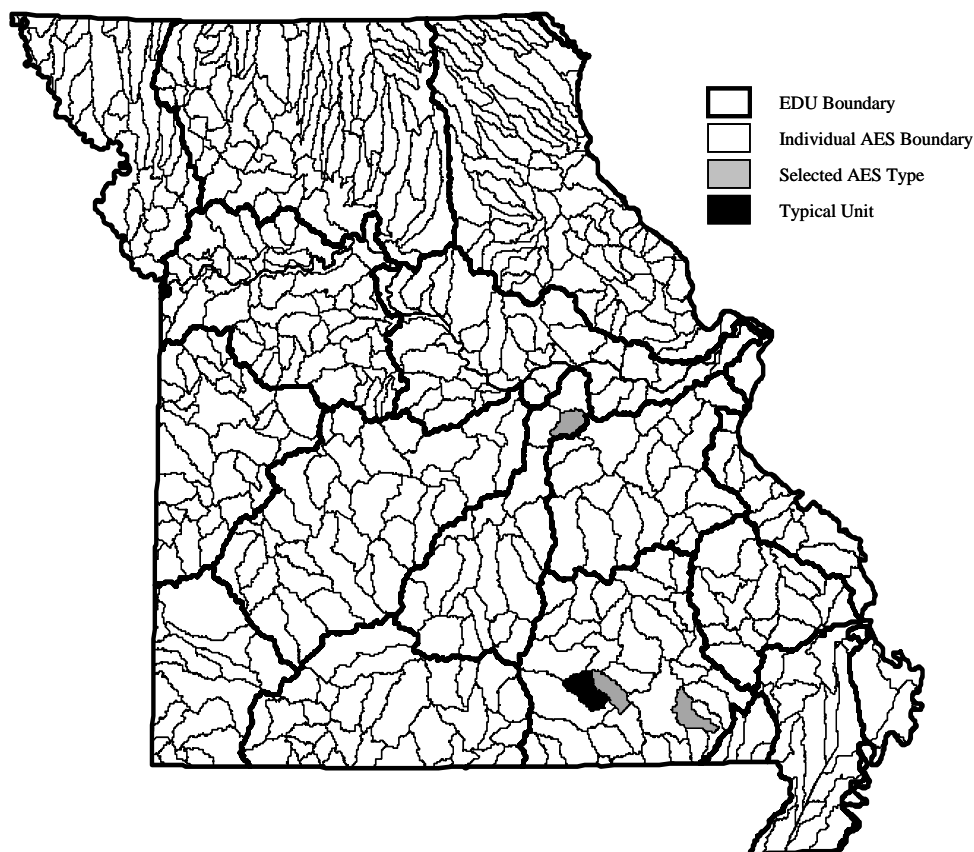 EDU Boundary
Individual AES Boundary
Selected AES Type
Typical Unit